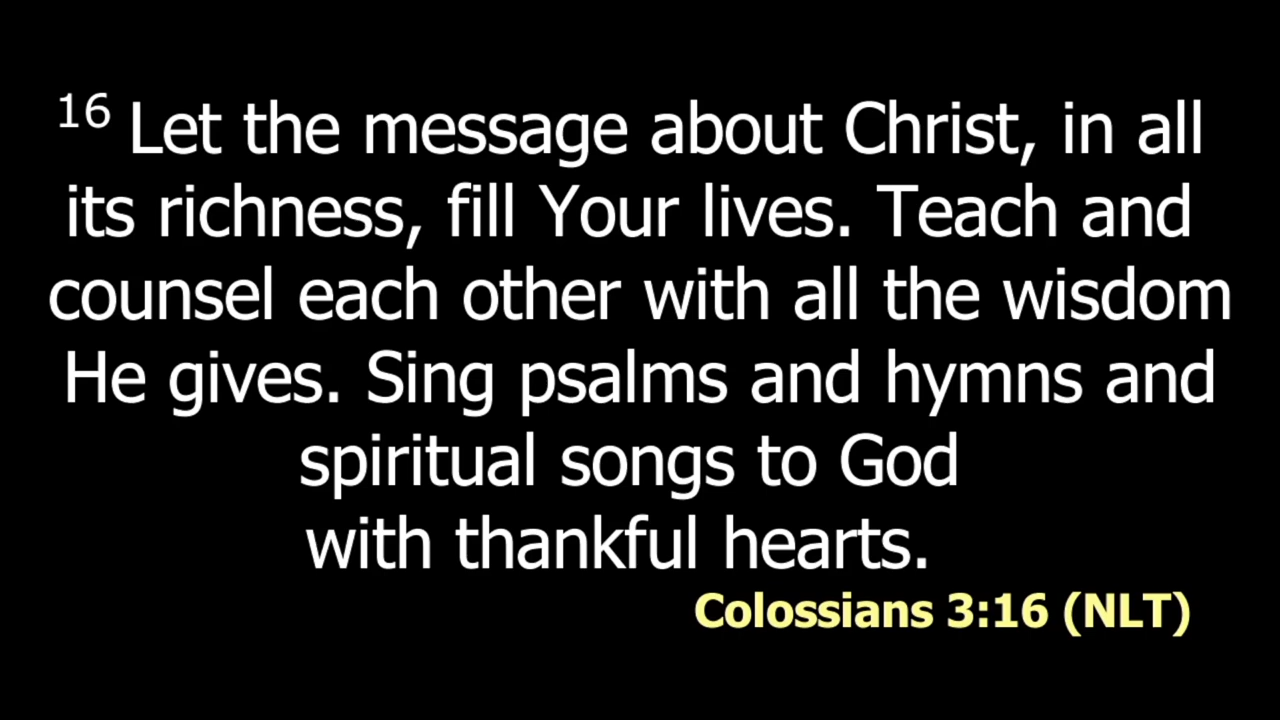 16 Let the message about Christ, in all
its richness, fill Your lives. Teach and
counsel each other with all the wisdom
He gives. Sing psalms and hymns and
spiritual songs to God
with thankful hearts.
Colossians 3:16 (NLT)